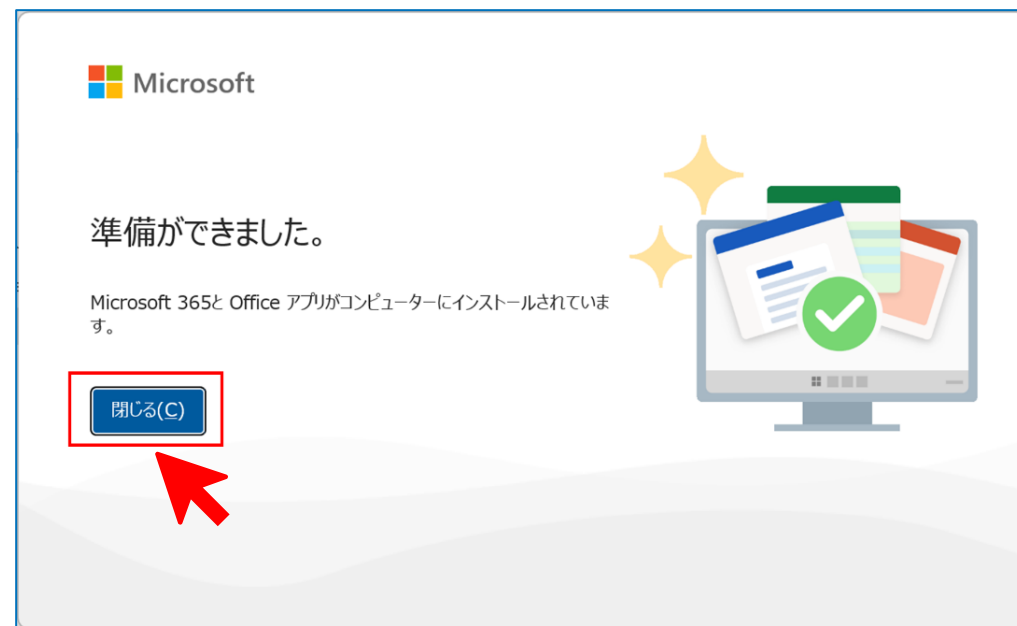 Microsoft
準備ができました。
Microsoft 365と Office アプリがコンピューターにインストールされていま
す。
閉じる(C)